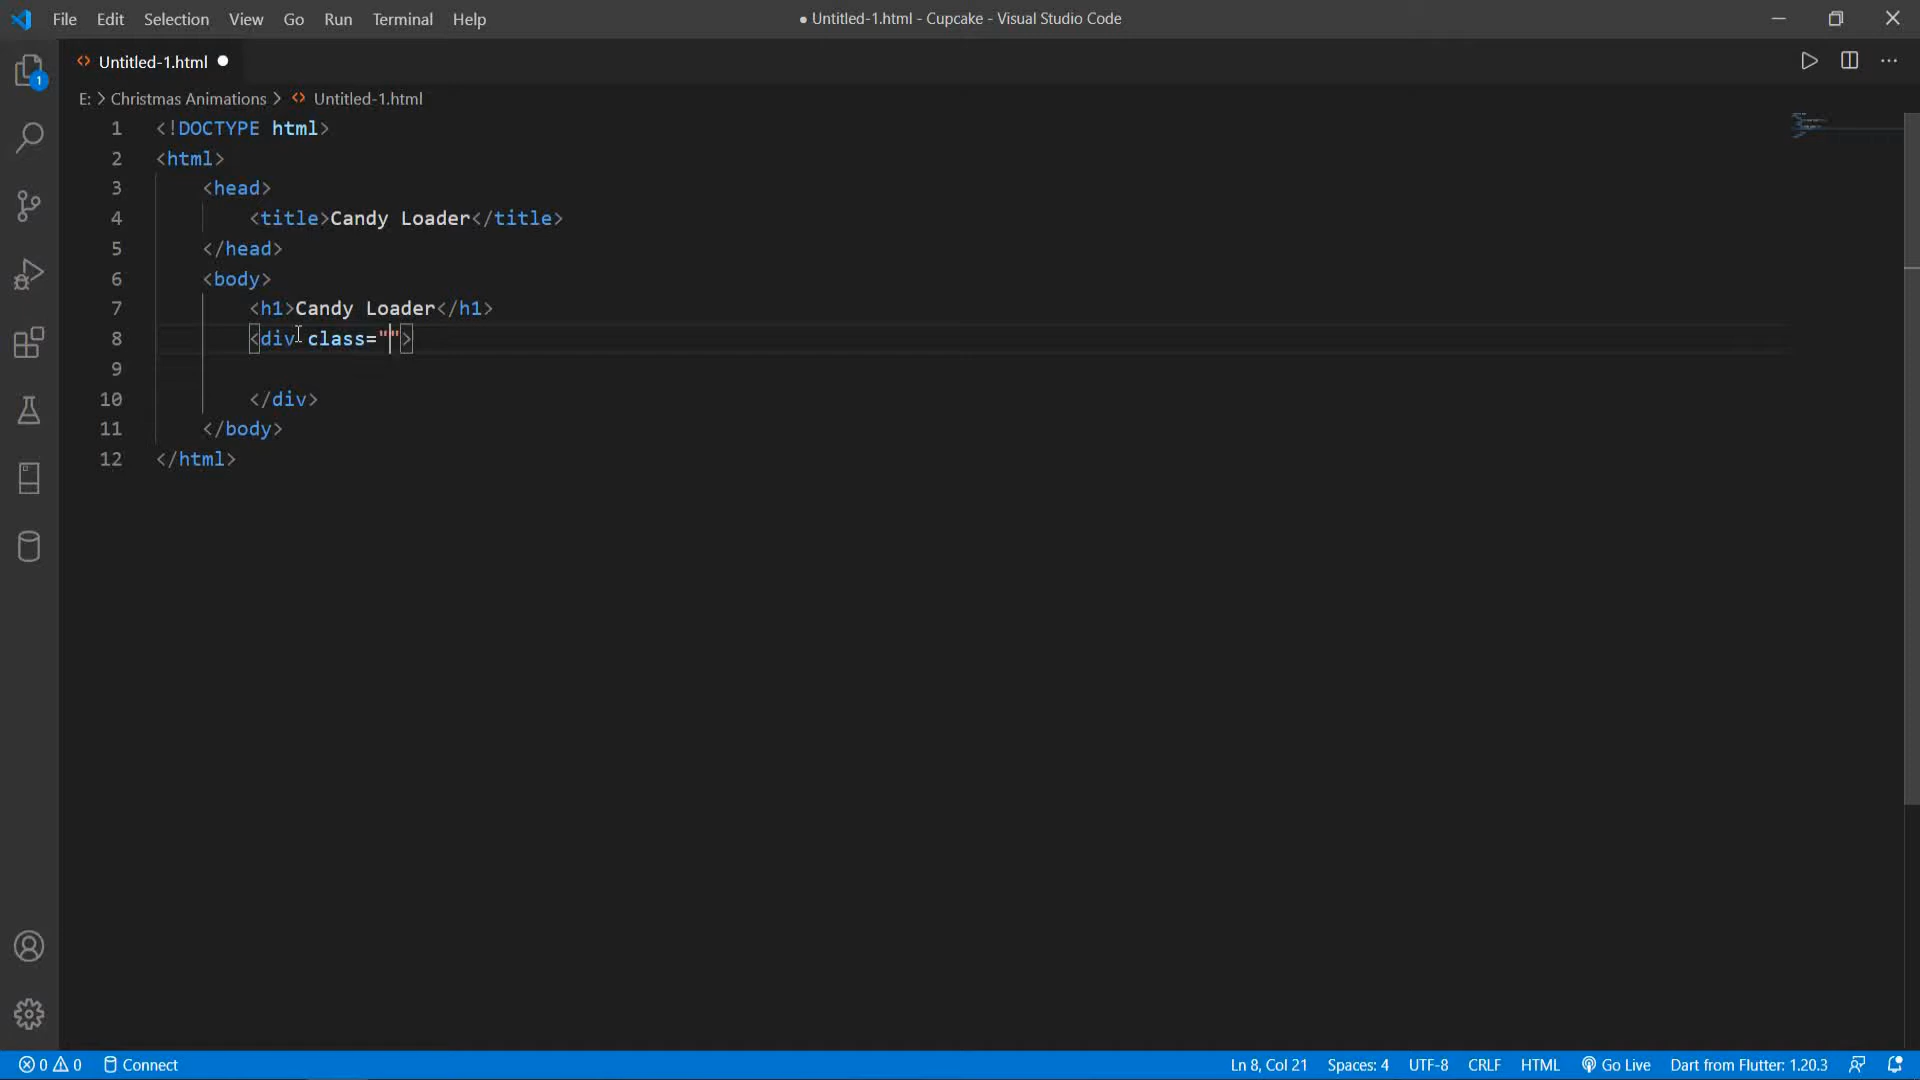 File Edit Selection View Go Run Terminal Help
● Untitled-1.html - Cupcake - Visual Studio Code
Untitled-1.html
E: > Christmas Animations > Untitled-1.html
1 <!DOCTYPE html>
2 <html>
3 <head>
4 <title>Candy Loader</title>
5 </head>
6 <body>
7 <h1>Candy Loader</h1>
8 <div class="">
9
10 </div>
11 </body>
12 </html>
1
0 0 Connect
Ln 8, Col 21 Spaces: 4 UTF-8 CRLF HTML Go Live Dart from Flutter: 1.20.3